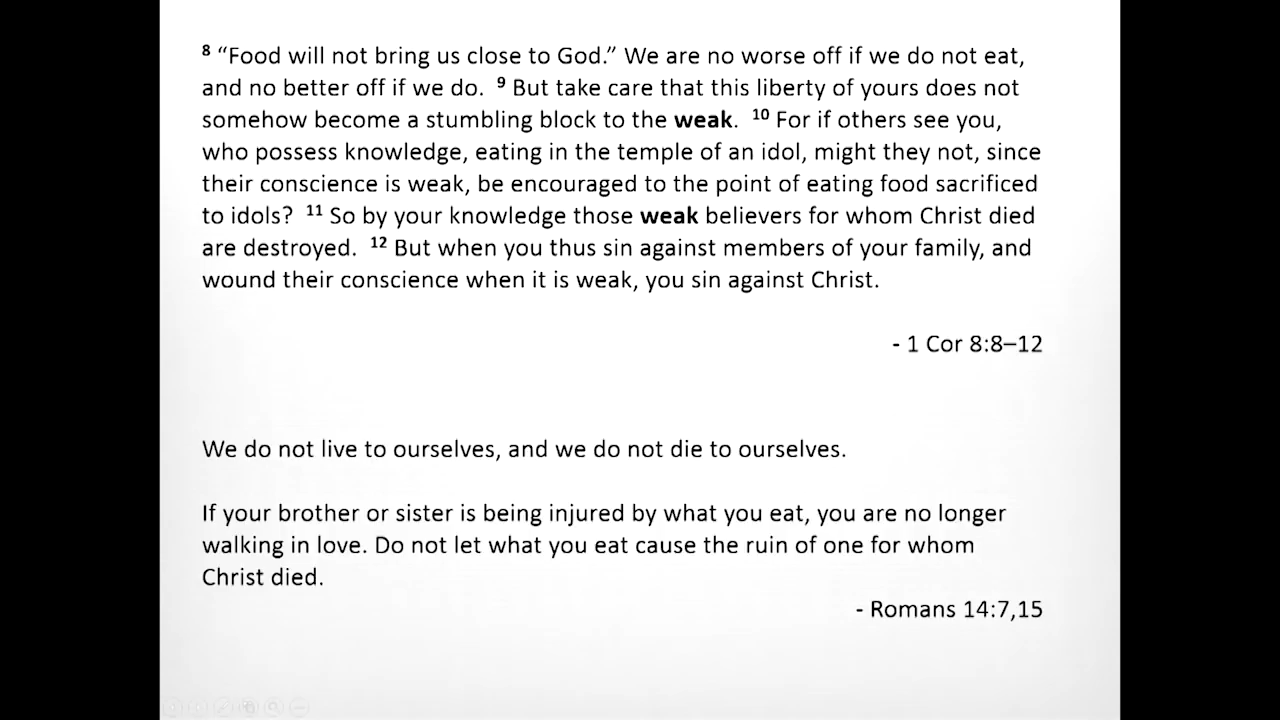 8 “Food will not bring us close to God.” We are no worse off if we do not eat,
and no better off if we do. 9 But take care that this liberty of yours does not
somehow become a stumbling block to the weak. 10 For if others see you,
who possess knowledge, eating in the temple of an idol, might they not, since
their conscience is weak, be encouraged to the point of eating food sacrificed
to idols? 11 So by your knowledge those weak believers for whom Christ died
are destroyed. 12 But when you thus sin against members of your family, and
wound their conscience when it is weak, you sin against Christ.
- 1 Cor 8:8–12
We do not live to ourselves, and we do not die to ourselves.
If your brother or sister is being injured by what you eat, you are no longer
walking in love. Do not let what you eat cause the ruin of one for whom
Christ died.
- Romans 14:7,15